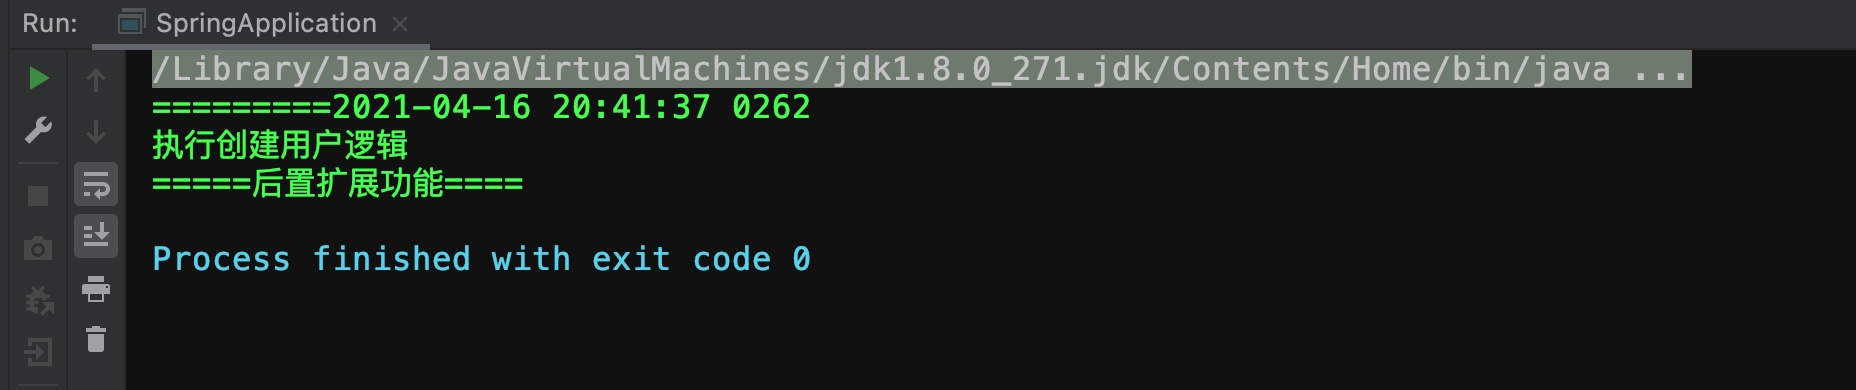 Run: SpringApplication
/Library/Java/JavaVirtualMachines/jdk1.8.0_271.jdk/Contents/Home/bin/java ...
=========2021-04-16 20:41:37 0262
执行创建用户逻辑
=====后置扩展功能====
Process finished with exit code 0